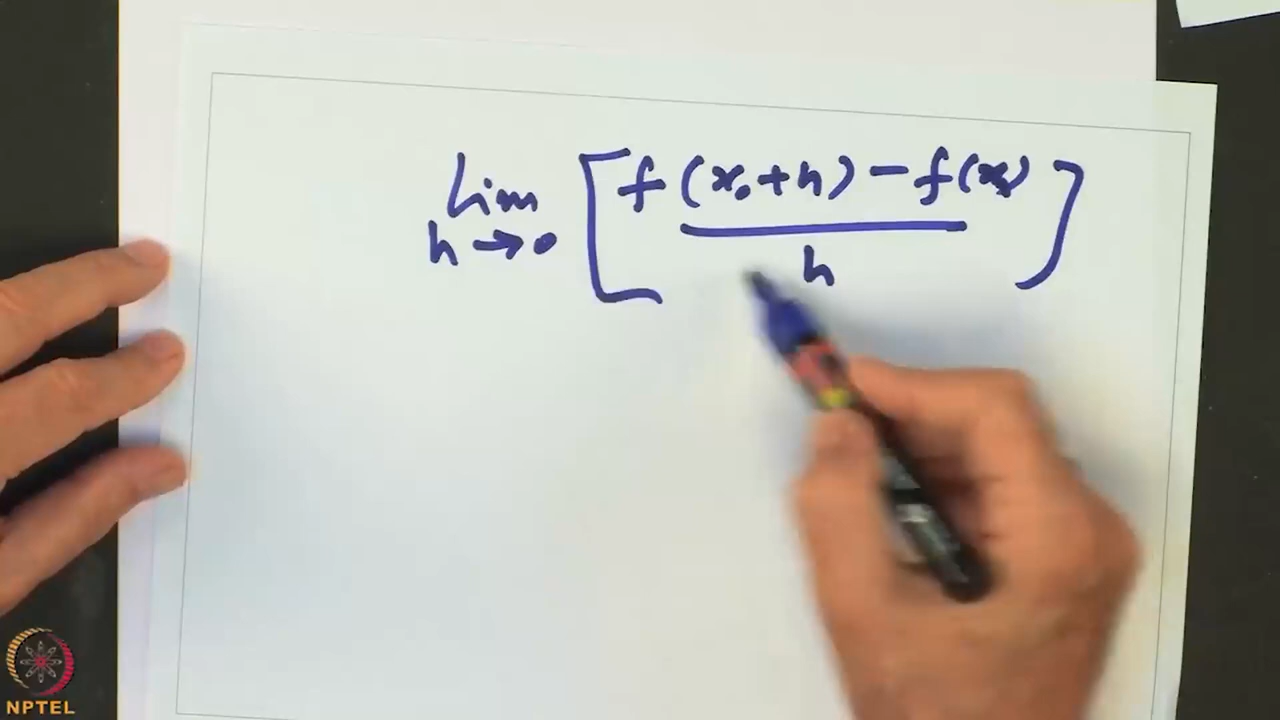 lim [ f(x₀+h) - f(x₀) ]
h→0 h
NPTEL